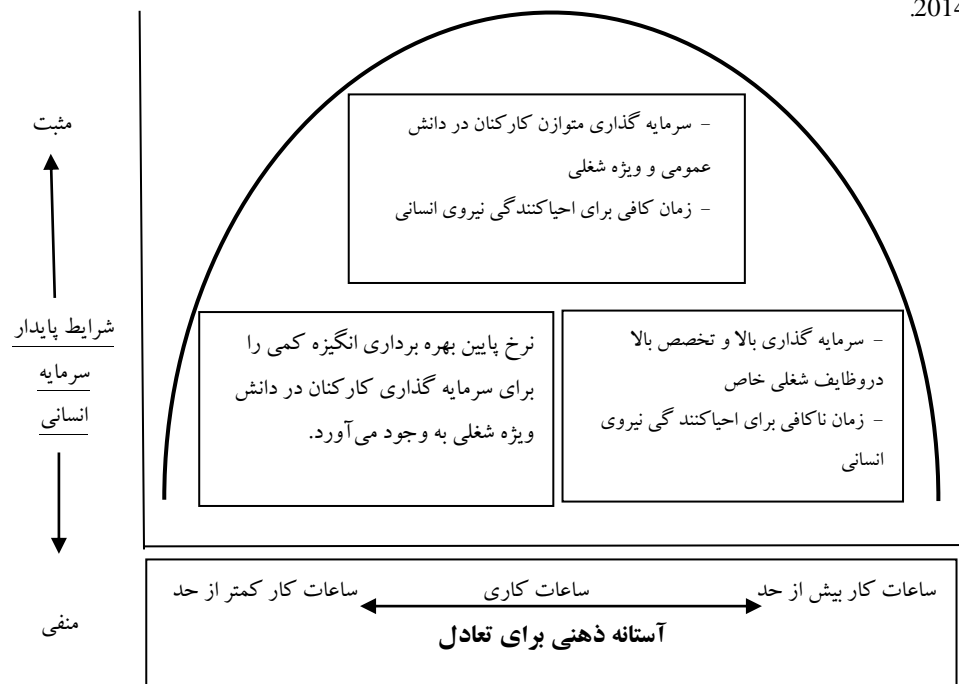 .2014
مثبت
- سرمایه گذاری متوازن کارکنان در دانش
عمومی و ویژه شغلی
- زمان کافی برای احیاکنندگی نیروی انسانی
شرایط پایدار
سرمایه
انسانی
- سرمایه گذاری بالا و تخصص بالا
دروظایف شغلی خاص
- زمان ناکافی برای احیاکنند گی نیروی
انسانی
نرخ پایین بهره برداری انگیزه کمی را
برای سرمایه گذاری کارکنان در دانش
ویژه شغلی به وجود می‌آورد.
منفی
ساعات کار بیش از حد
ساعات کاری
ساعات کار کمتر از حد
آستانه ذهنی برای تعادل